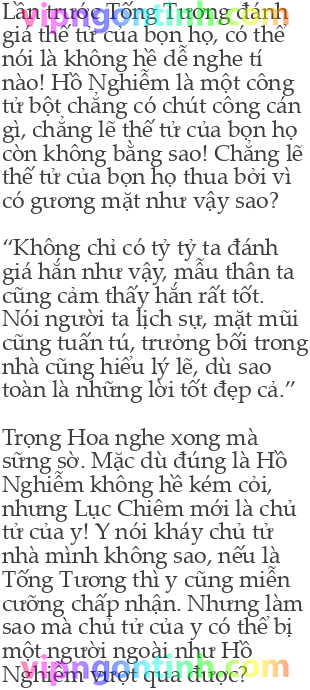 Lần trước Tống Tương đánh
giá thế tử của bọn họ, có thể
nói là không hề dễ nghe tí
nào! Hồ Nghiễm là một công
tử bột chẳng có chút công cán
gì, chẳng lẽ thế tử của bọn họ
còn không bằng sao! Chẳng lẽ
thế tử của bọn họ thua bởi vì
có gương mặt như vậy sao?
“Không chỉ có tỷ tỷ ta đánh
giá hắn như vậy, mẫu thân ta
cũng cảm thấy hắn rất tốt.
Nói người ta lịch sự, mặt mũi
cũng tuấn tú, trưởng bối trong
nhà cũng hiểu lý lẽ, dù sao
toàn là những lời tốt đẹp cả.”
Trọng Hoa nghe xong mà
sững sờ. Mặc dù đúng là Hồ
Nghiễm không hề kém cỏi,
nhưng Lục Chiêm mới là chủ
tử của y! Y nói kháy chủ tử
nhà mình không sao, nếu là
Tống Tương thì y cũng miễn
cưỡng chấp nhận. Nhưng làm
sao mà chủ tử của y có thể bị
một người ngoài như Hồ
Nghiễm vượt qua được?
vipngontinh.com
vipngontinh.com